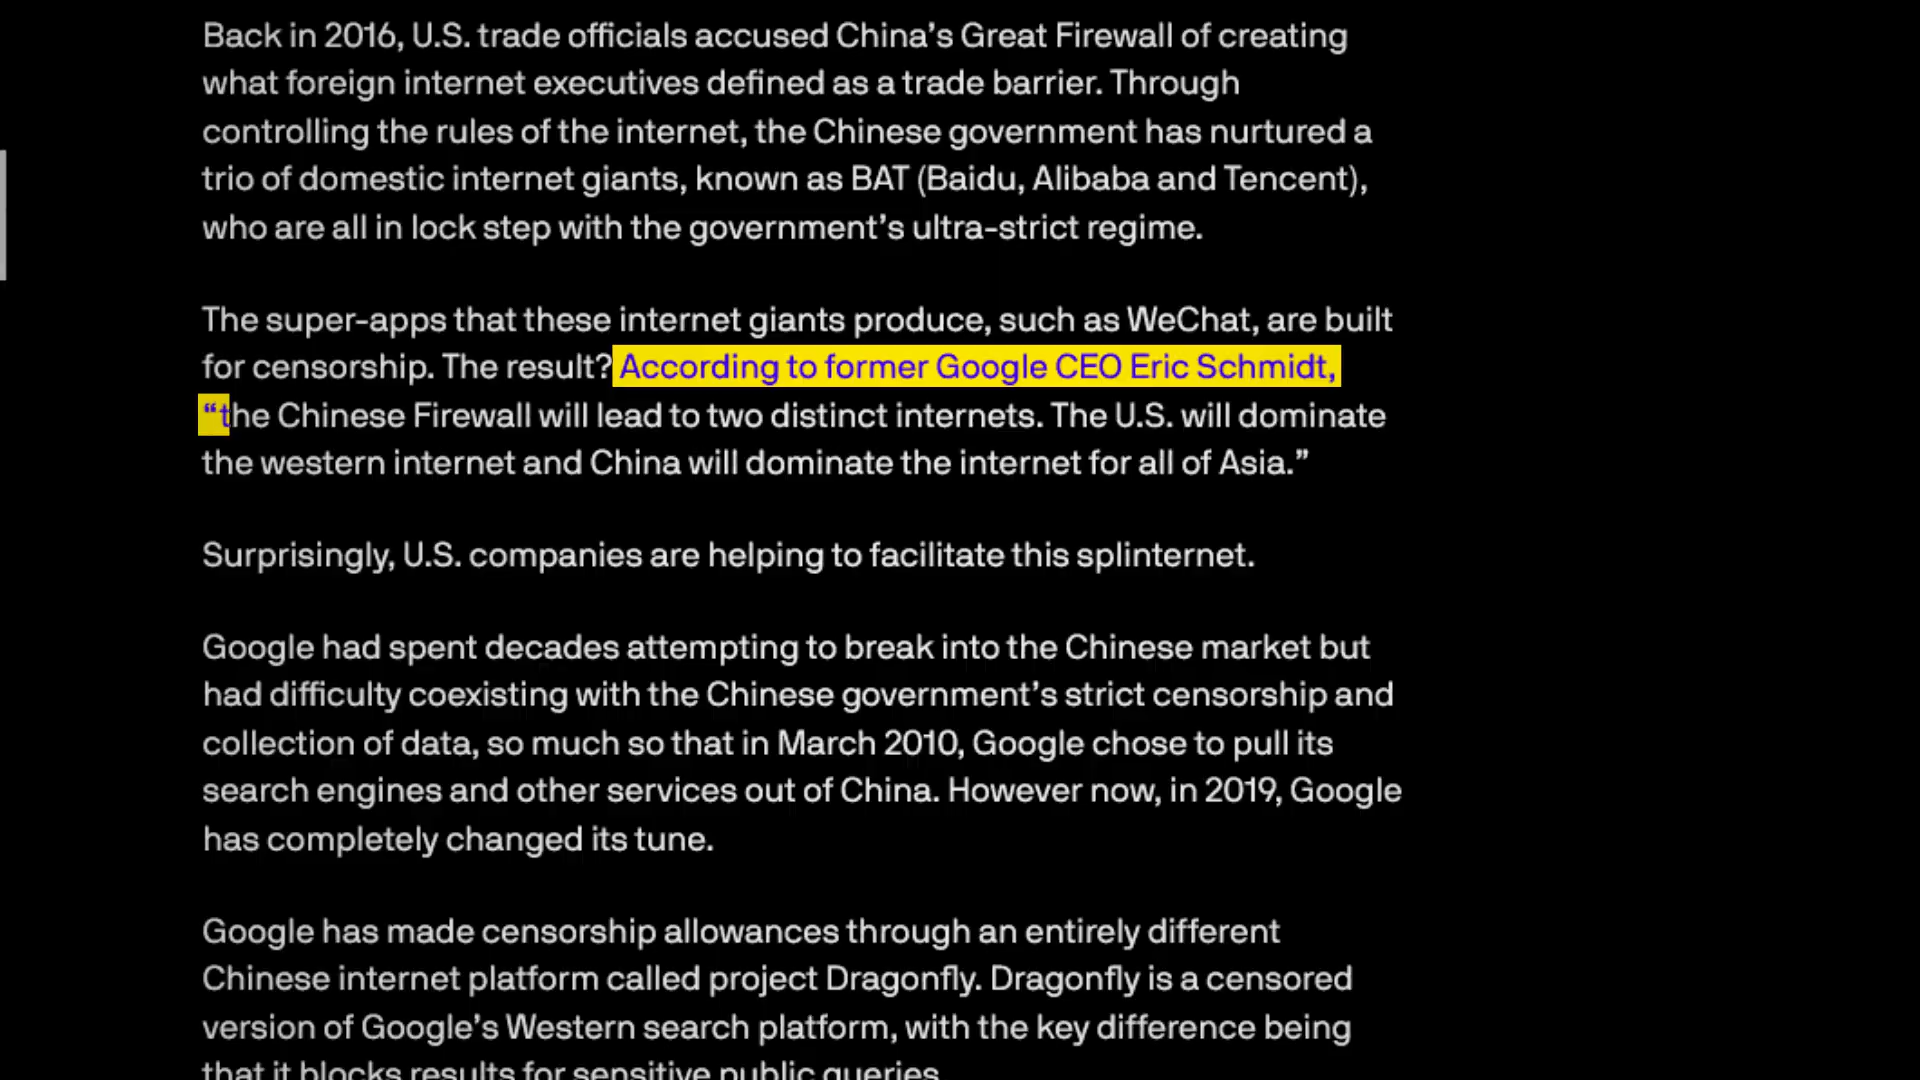 Back in 2016, U.S. trade officials accused China’s Great Firewall of creating
what foreign internet executives defined as a trade barrier. Through
controlling the rules of the internet, the Chinese government has nurtured a
trio of domestic internet giants, known as BAT (Baidu, Alibaba and Tencent),
who are all in lock step with the government’s ultra-strict regime.
The super-apps that these internet giants produce, such as WeChat, are built
for censorship. The result? According to former Google CEO Eric Schmidt,
“the Chinese Firewall will lead to two distinct internets. The U.S. will dominate
the western internet and China will dominate the internet for all of Asia.”
Surprisingly, U.S. companies are helping to facilitate this splinternet.
Google had spent decades attempting to break into the Chinese market but
had difficulty coexisting with the Chinese government’s strict censorship and
collection of data, so much so that in March 2010, Google chose to pull its
search engines and other services out of China. However now, in 2019, Google
has completely changed its tune.
Google has made censorship allowances through an entirely different
Chinese internet platform called project Dragonfly. Dragonfly is a censored
version of Google’s Western search platform, with the key difference being
that it blocks results for sensitive public queries.